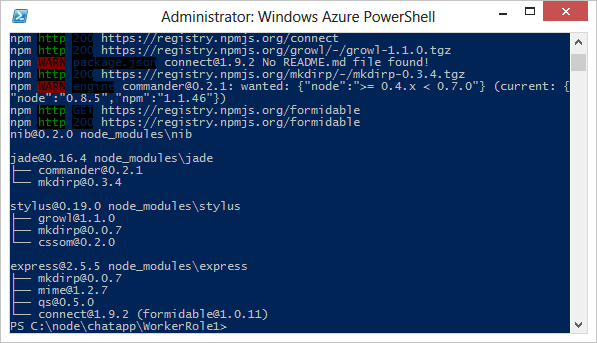 Administrator: Windows Azure PowerShell
npm http 200 https://registry.npmjs.org/connect
npm http 200 https://registry.npmjs.org/growl/-/growl-1.1.0.tgz
npm WARN package.json connect@1.9.2 No README.md file found!
npm http 200 https://registry.npmjs.org/mkdirp/-/mkdirp-0.3.4.tgz
npm WARN engine commander@0.2.1: wanted: {"node":">= 0.4.x < 0.7.0"} (current: {
"node":"0.8.5","npm":"1.1.46"})
npm http GET https://registry.npmjs.org/formidable
npm http 200 https://registry.npmjs.org/formidable
nib@0.2.0 node_modules\nib
jade@0.16.4 node_modules\jade
├── commander@0.2.1
└── mkdirp@0.3.4
stylus@0.19.0 node_modules\stylus
├── growl@1.1.0
├── mkdirp@0.0.7
└── cssom@0.2.0
express@2.5.5 node_modules\express
├── mkdirp@0.0.7
├── mime@1.2.7
├── qs@0.5.0
└── connect@1.9.2 (formidable@1.0.11)
PS C:\node\chatapp\WorkerRole1>